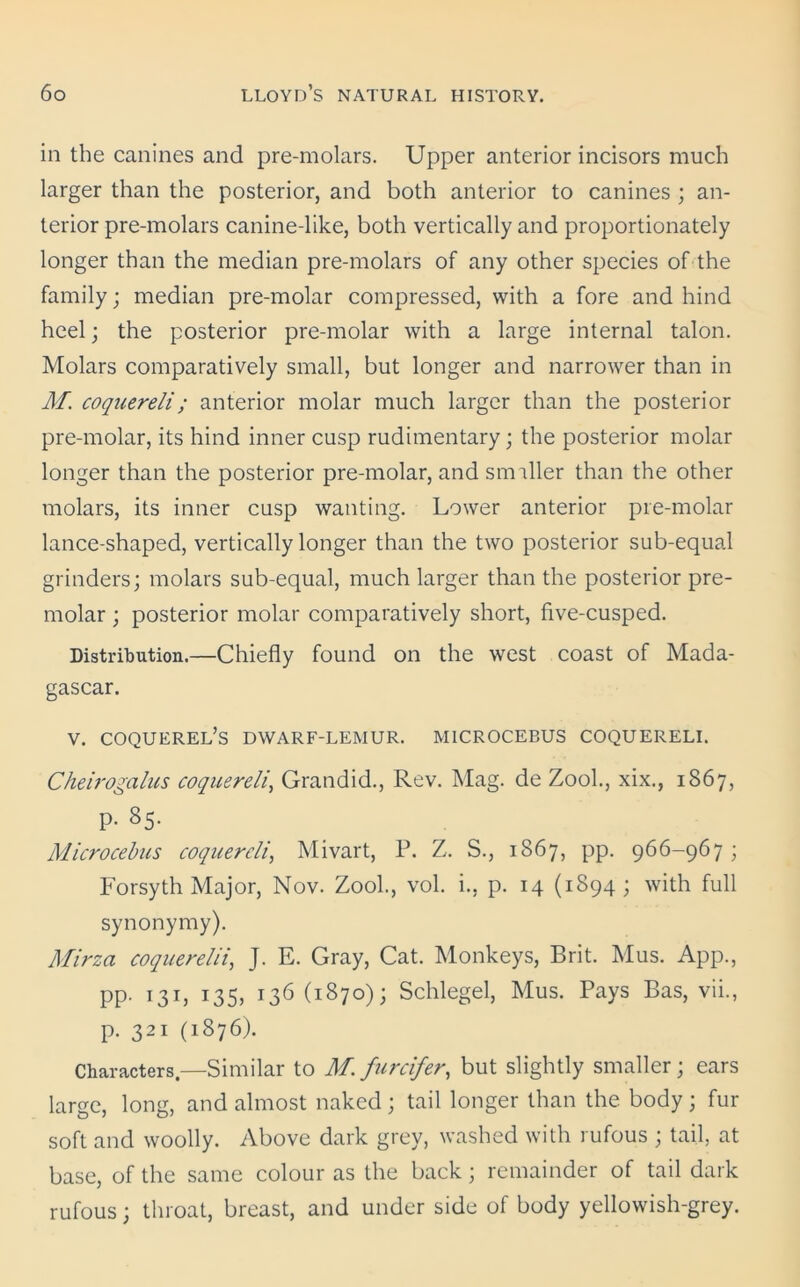 60 LLOYD’S NATURAL HISTORY.
in the canines and pre-molars. Upper anterior incisors much
larger than the posterior, and both anterior to canines ; an-
terior pre-molars canine-like, both vertically and proportionately
longer than the median pre-molars of any other species of the
family; median pre-molar compressed, with a fore and hind
heel; the posterior pre-molar with a large internal talon.
Molars comparatively small, but longer and narrower than in
M. coquereli; anterior molar much larger than the posterior
pre-molar, its hind inner cusp rudimentary; the posterior molar
longer than the posterior pre-molar, and smaller than the other
molars, its inner cusp wanting. Lower anterior pre-molar
lance-shaped, vertically longer than the two posterior sub-equal
grinders; molars sub-equal, much larger than the posterior pre-
molar ; posterior molar comparatively short, five-cusped.
Distribution.—Chiefly found on the west coast of Mada-
gascar.
V. COQUEREL’S DWARF-LEMUR. MICROCEBUS COQUERELI.
Cheirogalus coquereli, Grandid., Rev. Mag. de Zool., xix., 1867,
p. 85.
Microcebus coquereli, Mivart, P. Z. S., 1867, pp. 966-967 ;
Forsyth Major, Nov. Zool., vol. i., p. 14 (1894 ; with full
synonymy).
Mirza coquerelii, J. E. Gray, Cat. Monkeys, Brit. Mus. App.,
pp. 131, 135, 136 (1870); Schlegel, Mus. Pays Bas, vii.,
p. 321 (1876).
Characters.—Similar to M. furcifer, but slightly smaller; ears
large, long, and almost naked ; tail longer than the body ; fur
soft and woolly. Above dark grey, washed with rufous ; tail, at
base, of the same colour as the back ; remainder of tail dark
rufous ; throat, breast, and under side of body yellowish-grey.